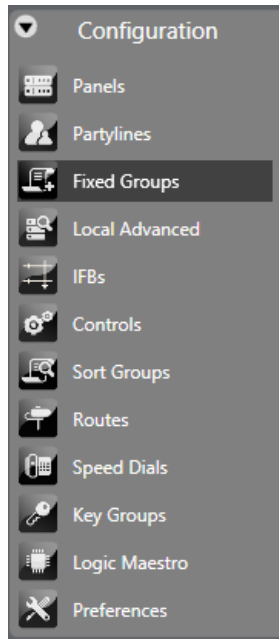 Configuration
Panels
Partylines
Fixed Groups
Local Advanced
IFBs
Controls
Sort Groups
Routes
Speed Dials
Key Groups
Logic Maestro
Preferences